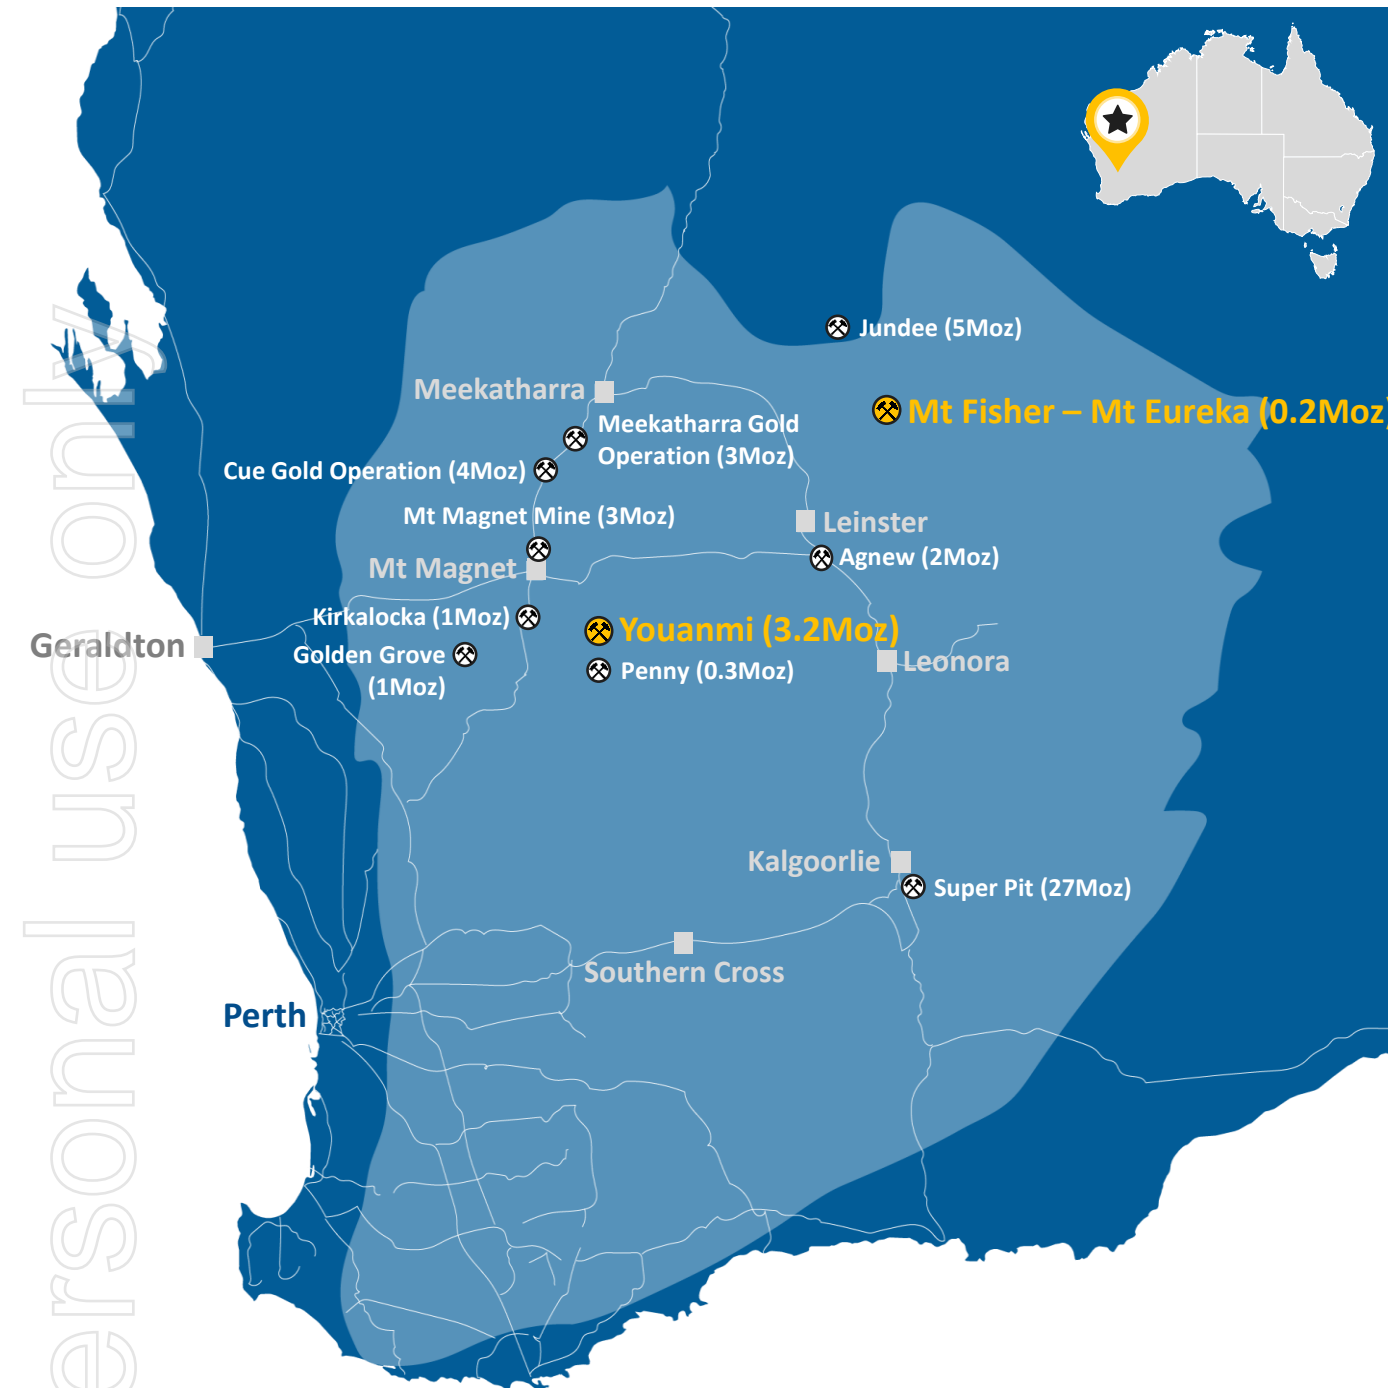 Jundee (5Moz)
Meekatharra
Mt Fisher – Mt Eureka (0.2Moz)
Meekatharra Gold
Operation (3Moz)
Cue Gold Operation (4Moz)
Mt Magnet Mine (3Moz)
Leinster
Agnew (2Moz)
Mt Magnet
Kirkalocka (1Moz)
Youanmi (3.2Moz)
Geraldton
Golden Grove
(1Moz)
Leonora
Penny (0.3Moz)
Kalgoorlie
Super Pit (27Moz)
Southern Cross
Perth
ersonal use only